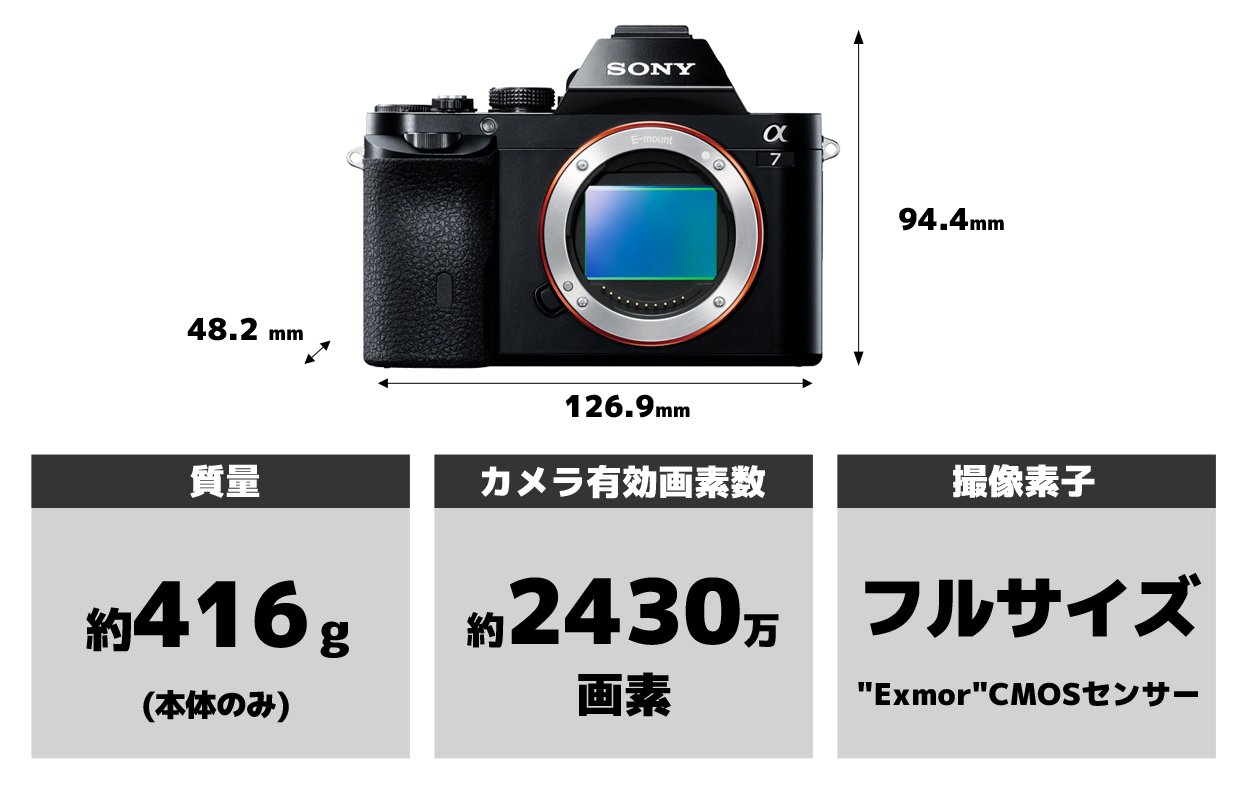 SONY
α
7
E-mount
94.4mm
48.2 mm
126.9mm
質量
約416g
(本体のみ)
カメラ有効画素数
約2430万
画素
撮像素子
フルサイズ
"Exmor"CMOSセンサー